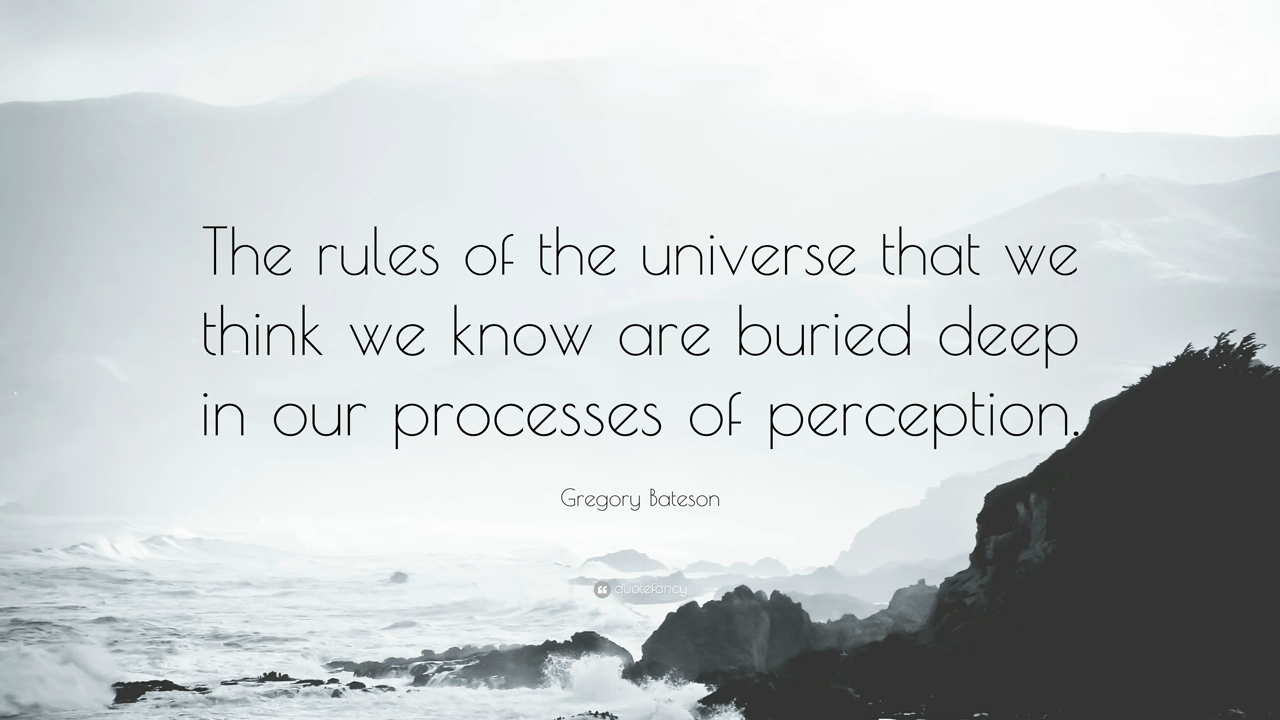 The rules of the universe that we
think we know are buried deep
in our processes of perception.
Gregory Bateson
quotefancy